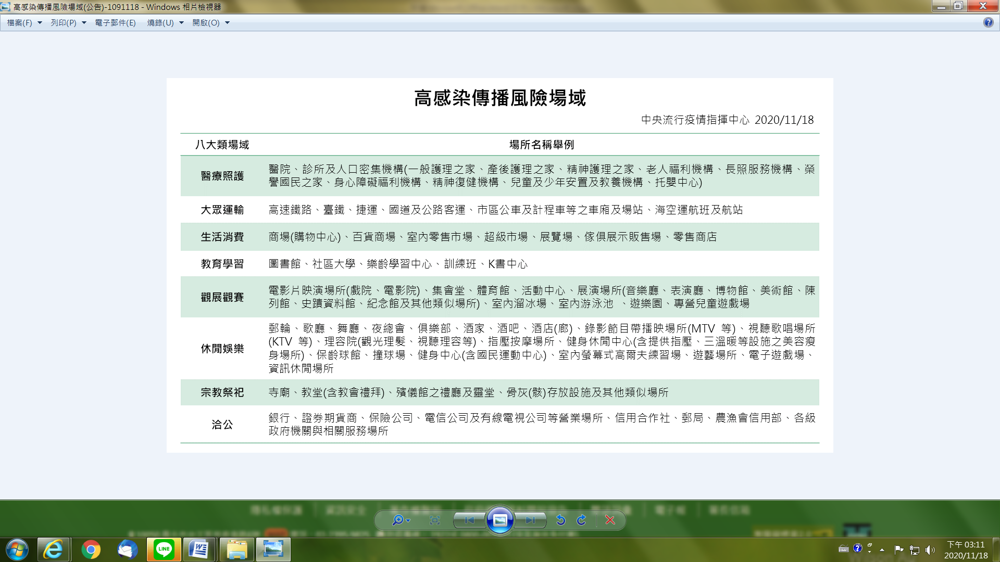 高感染傳播風險場域(公告)-1091118 - Windows 相片檢視器
檔案(F) 列印(P) 電子郵件(E) 燒錄(U) 開啟(O)
高感染傳播風險場域
中央流行疫情指揮中心 2020/11/18
八大類場域 場所名稱舉例
醫療照護
醫院、診所及人口密集機構(一般護理之家、產後護理之家、精神護理之家、老人福利機構、長照服務機構、榮
譽國民之家、身心障礙福利機構、精神復健機構、兒童及少年安置及教養機構、托嬰中心)
大眾運輸 高速鐵路、臺鐵、捷運、國道及公路客運、市區公車及計程車等之車廂及場站、海空運航班及航站
生活消費 商場(購物中心)、百貨商場、室內零售市場、超級市場、展覽場、傢俱展示販售場、零售商店
教育學習 圖書館、社區大學、樂齡學習中心、訓練班、K書中心
觀展觀賽
電影片映演場所(戲院、電影院)、集會堂、體育館、活動中心、展演場所(音樂廳、表演廳、博物館、美術館、陳
列館、史蹟資料館、紀念館及其他類似場所)、室內溜冰場、室內游泳池 、遊樂園、專營兒童遊戲場
休閒娛樂
郵輪、歌廳、舞廳、夜總會、俱樂部、酒家、酒吧、酒店(廊)、錄影節目帶播映場所(MTV 等)、視聽歌唱場所
(KTV 等)、理容院(觀光理髮、視聽理容等)、指壓按摩場所、健身休閒中心(含提供指壓、三溫暖等設施之美容瘦
身場所)、保齡球館、撞球場、健身中心(含國民運動中心)、室內螢幕式高爾夫練習場、遊藝場所、電子遊戲場、
資訊休閒場所
宗教祭祀 寺廟、教堂(含教會禮拜)、殯儀館之禮廳及靈堂、骨灰(骸)存放設施及其他類似場所
洽公
銀行、證券期貨商、保險公司、電信公司及有線電視公司等營業場所、信用合作社、郵局、農漁會信用部、各級
政府機關與相關服務場所
LINE
下午 03:11
2020/11/18